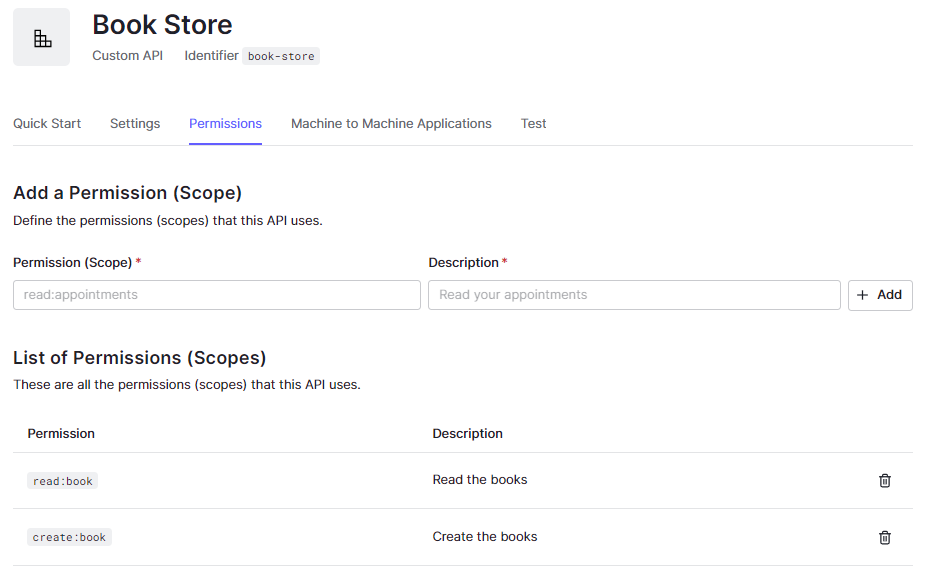 Book Store
Custom API Identifier book-store
Quick Start Settings Permissions Machine to Machine Applications Test
Add a Permission (Scope)
Define the permissions (scopes) that this API uses.
Permission (Scope) * Description *
read:appointments Read your appointments + Add
List of Permissions (Scopes)
These are all the permissions (scopes) that this API uses.
Permission Description
read:book Read the books
create:book Create the books